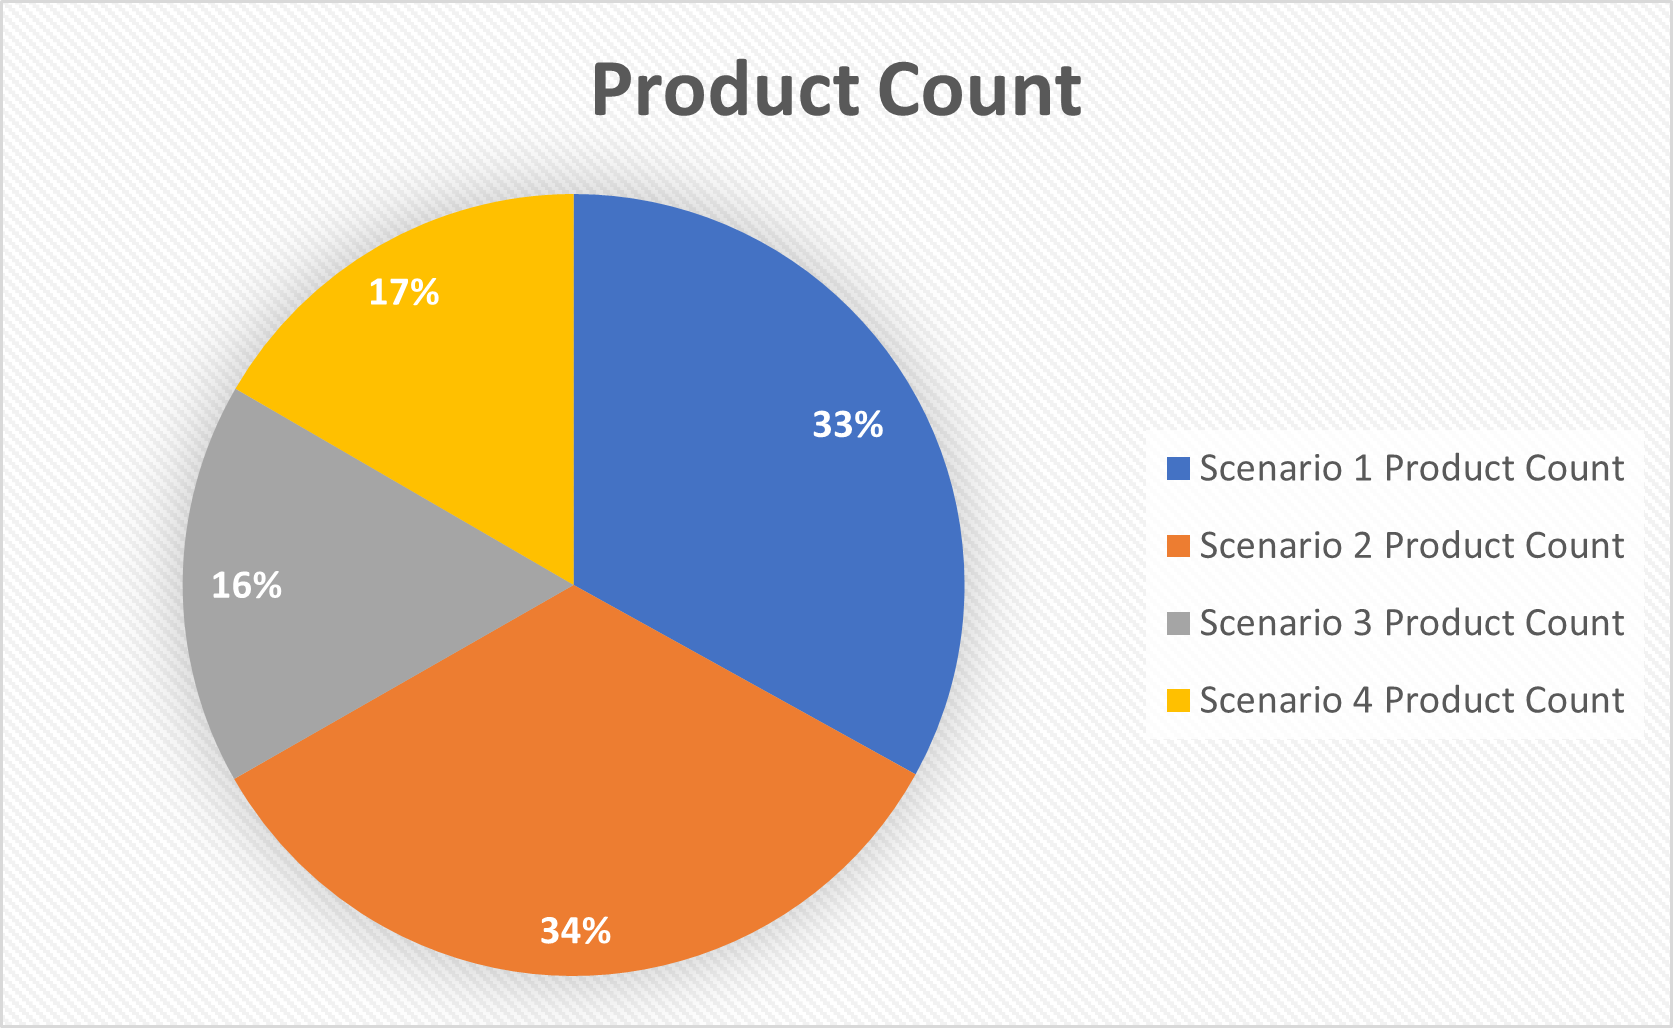 Product Count
17%
33%
16%
34%
Scenario 1 Product Count
Scenario 2 Product Count
Scenario 3 Product Count
Scenario 4 Product Count